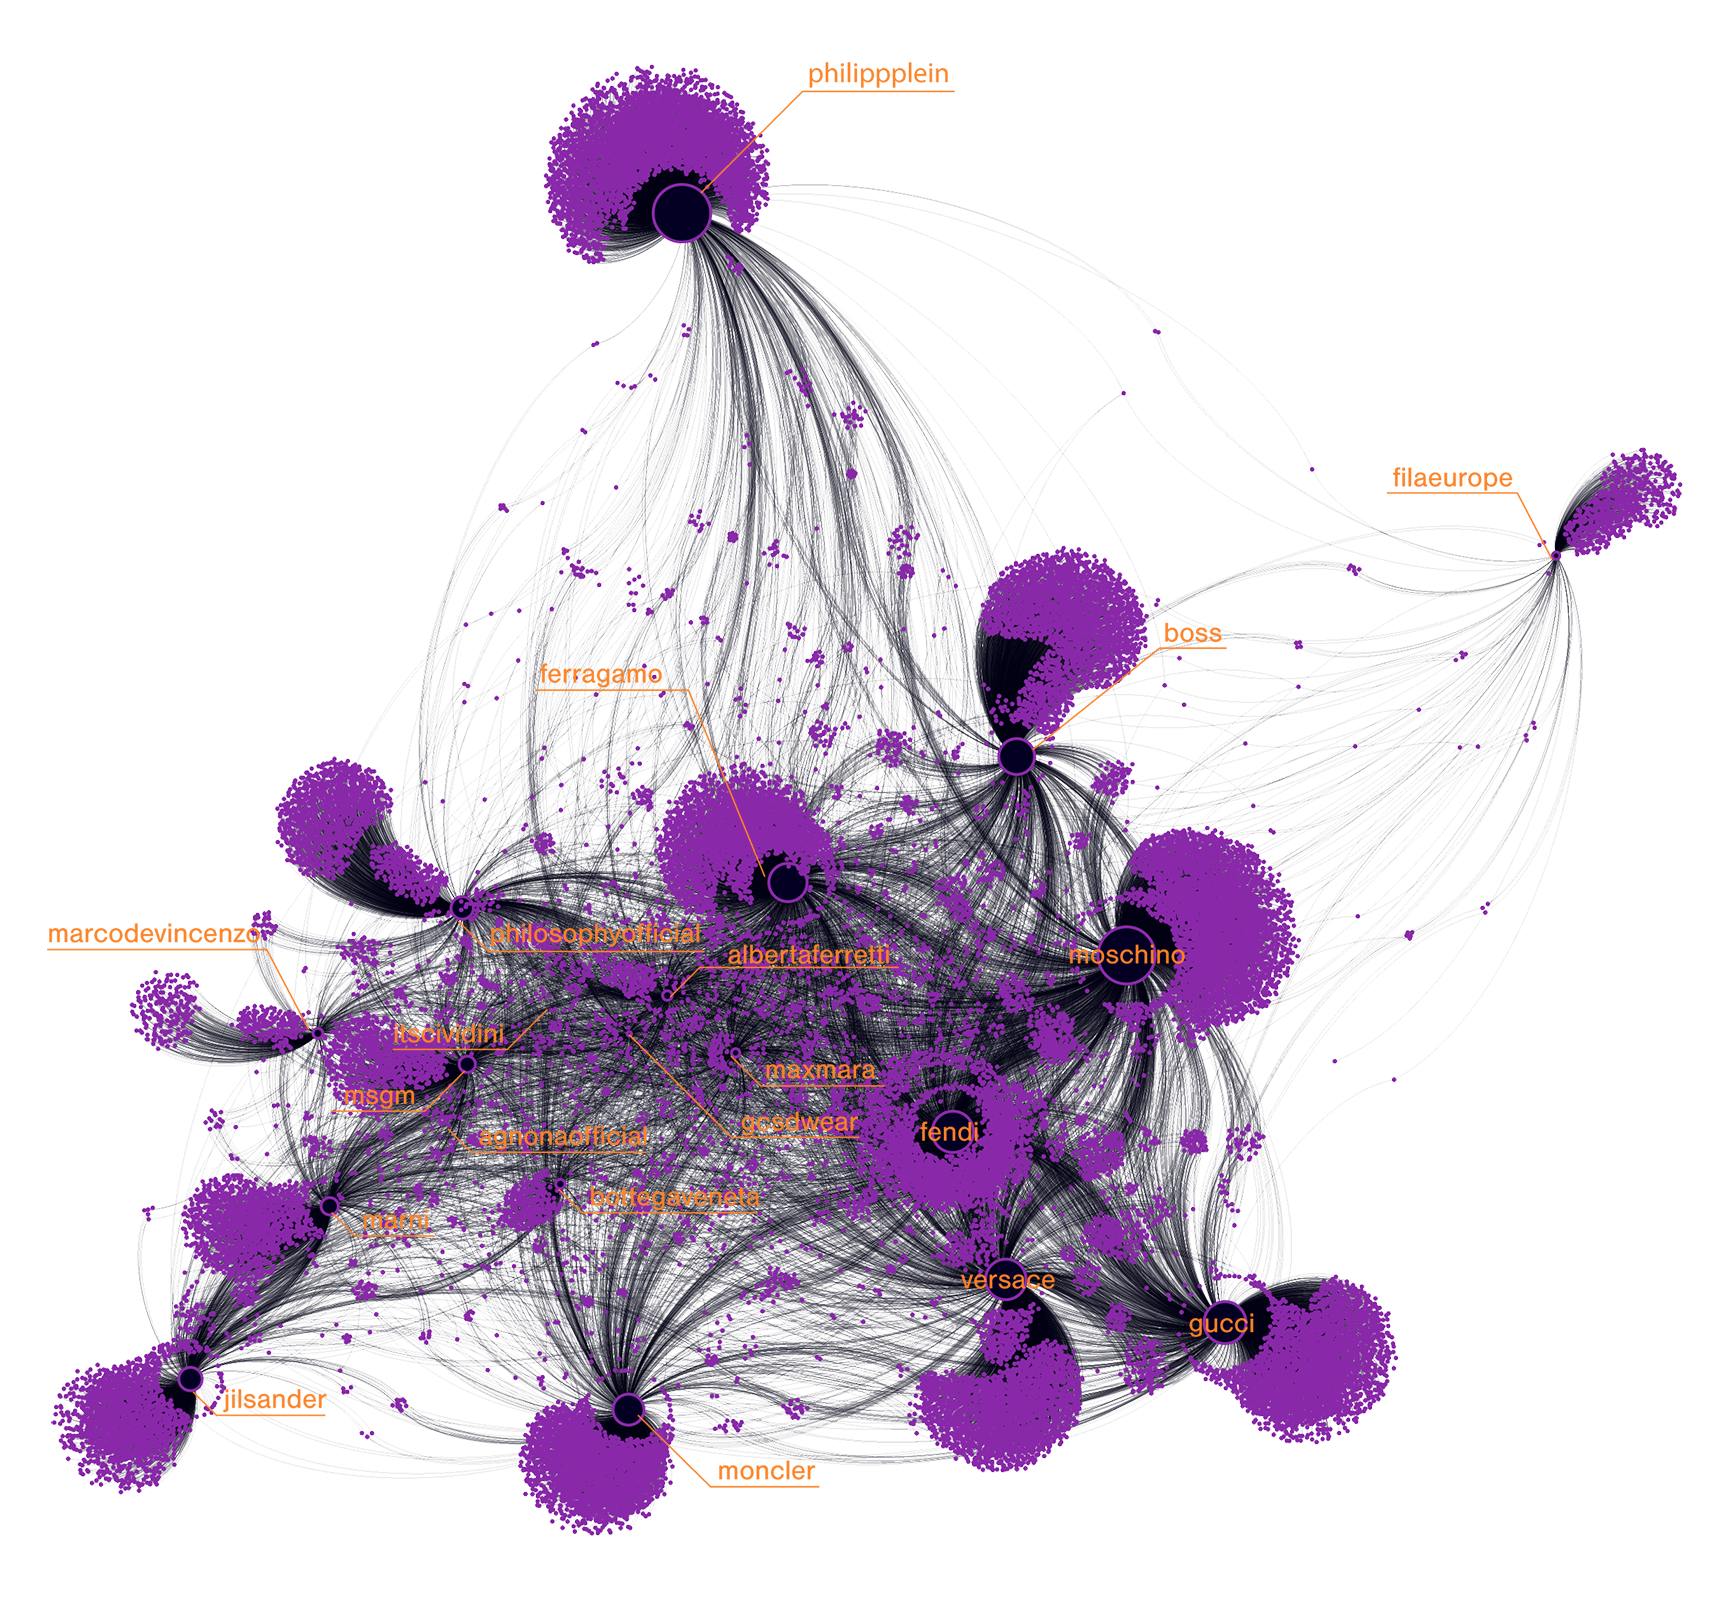 philippplein
filaeurope
boss
ferragamo
marcodevincenzo
philosophyofficial
albertaferretti
moschino
itscividini
maxmara
msgm
gcsdwear
fendi
agnonaofficial
bottegaveneta
marni
versace
gucci
jilsander
moncler